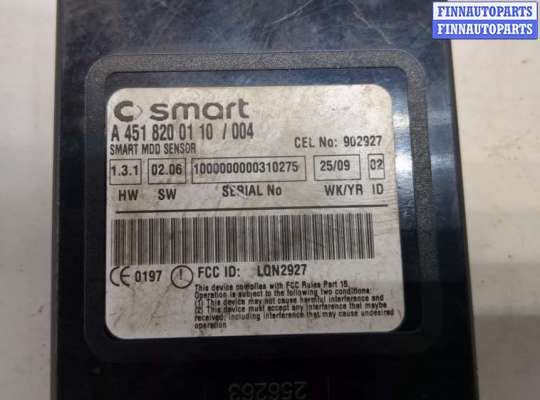 FINNAUTOPARTS
FINNAUTOPARTS
smart
A 451 820 01 10 / 004
SMART MDD SENSOR
CEL No: 902927
1.3.1 02.06 1000000000310275 25/09 02
HW SW SERIAL No WK/YR ID
CE 0197 FCC ID: LQN2927
This device complies with FCC Rules Part 15.
Operation is subject to the following two conditions:
(1) This device may not cause harmful interference and
(2) This device must accept any interference that may be
received, including interference that may cause undesired
operation
256263